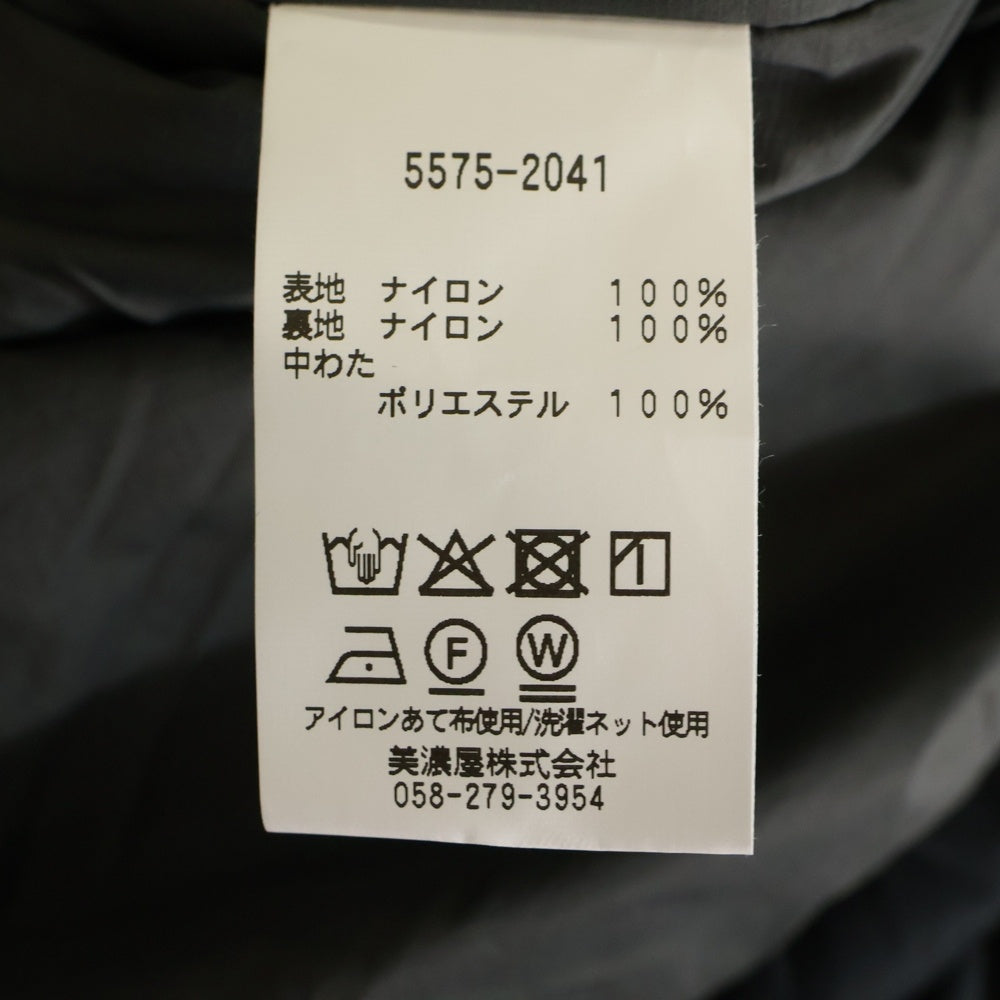 5575-2041
表地 ナイロン 100%
裏地 ナイロン 100%
中わた
ポリエステル 100%
F W
アイロンあて布使用/洗濯ネット使用
美濃屋株式会社
058-279-3954